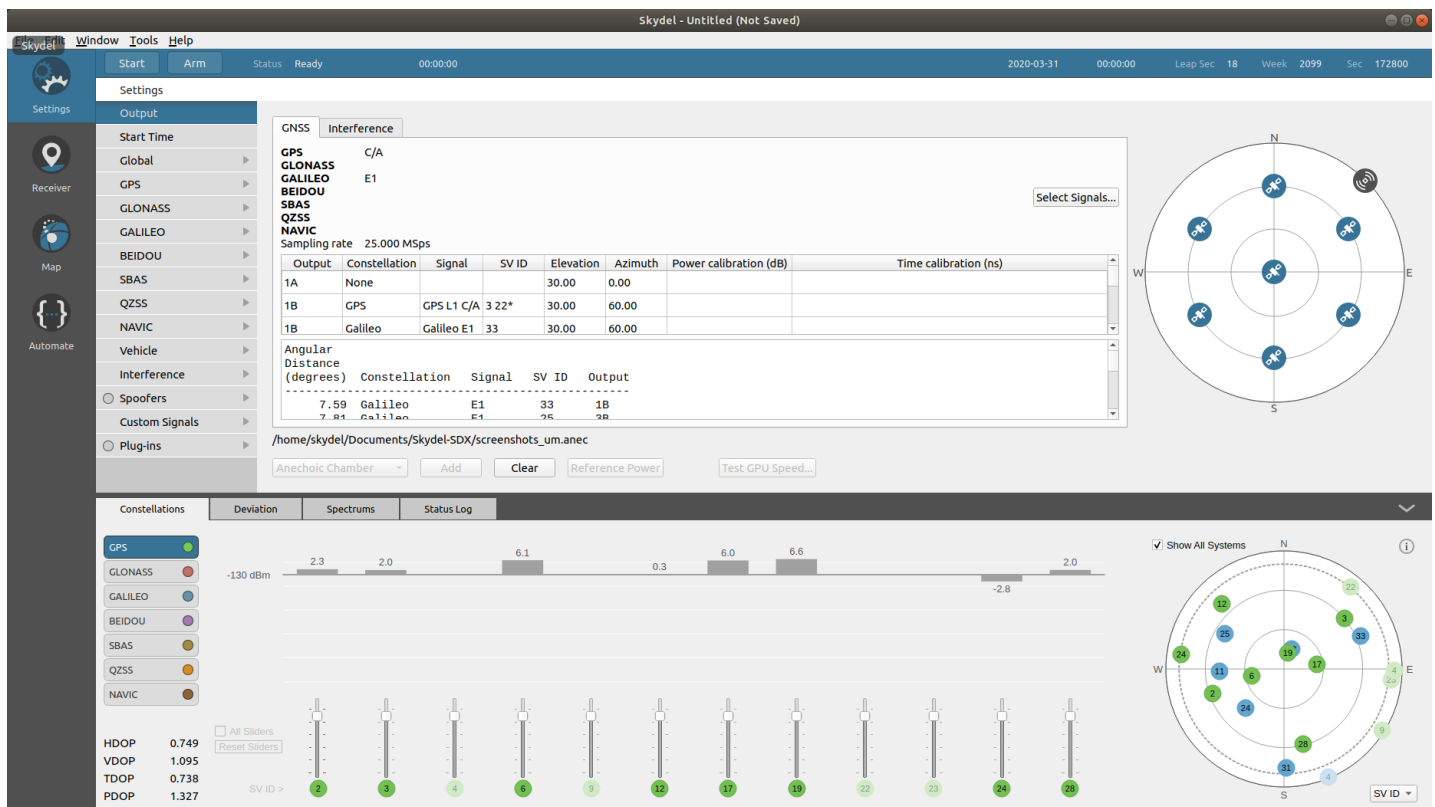 Skydel - Untitled (Not Saved)
File Edit Window Tools Help
Skydel
Start Arm Status Ready 00:00:00 2020-03-31 00:00:00 Leap Sec 18 Week 2099 Sec 172800
Settings
Receiver
Map
Automate
Settings
Output
Start Time
Global
GPS
GLONASS
GALILEO
BEIDOU
SBAS
QZSS
NAVIC
Vehicle
Interference
Spoofers
Custom Signals
Plug-ins
GNSS Interference
GPS C/A
GLONASS
GALILEO E1
BEIDOU
SBAS
QZSS
NAVIC
Sampling rate 25.000 MSps
Select Signals...
Output Constellation Signal SV ID Elevation Azimuth Power calibration (dB) Time calibration (ns)
1A None 30.00 0.00
1B GPS GPS L1 C/A 3 22* 30.00 60.00
1B Galileo Galileo E1 33 30.00 60.00
Angular
Distance
(degrees) Constellation Signal SV ID Output
--------------------------------------------------
7.59 Galileo E1 33 1B
7.81 Galileo E1 25 3B
/home/skydel/Documents/Skydel-SDX/screenshots_um.anec
Anechoic Chamber Add Clear Reference Power Test GPU Speed...
N
W E
S
Constellations Deviation Spectrums Status Log
GPS
GLONASS
GALILEO
BEIDOU
SBAS
QZSS
NAVIC
HDOP 0.749
VDOP 1.095
TDOP 0.738
PDOP 1.327
-130 dBm
2.3 2.0 6.1 0.3 6.0 6.6 -2.8 2.0
All Sliders
Reset Sliders
SV ID > 2 3 4 6 9 12 17 19 22 23 24 28
Show All Systems
N
22
12
3
25 33
24 19
17
W 11 6 4 E
2
24
9
28
31
4
S
SV ID